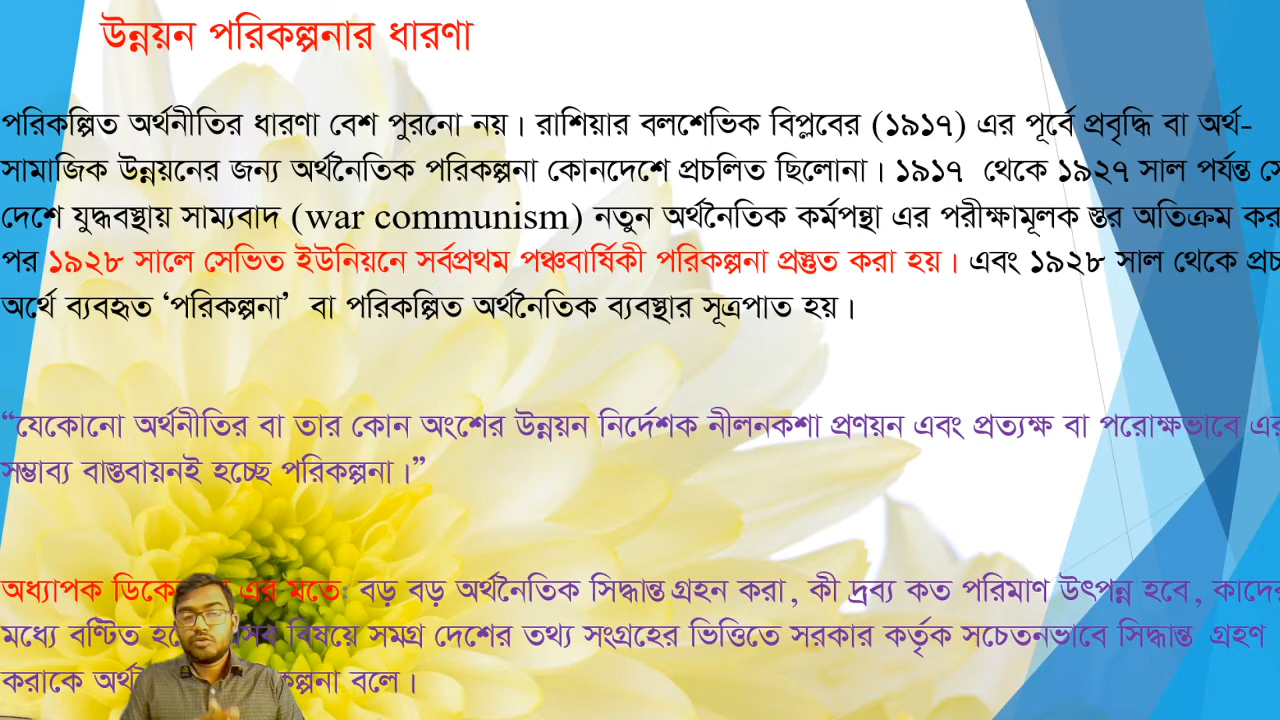 উন্নয়ন পরিকল্পনার ধারণা
পরিকল্পিত অর্থনীতির ধারণা বেশ পুরনো নয়। রাশিয়ার বলশেভিক বিপ্লবের (১৯১৭) এর পূর্বে প্রবৃদ্ধি বা অর্থ-
সামাজিক উন্নয়নের জন্য অর্থনৈতিক পরিকল্পনা কোনদেশে প্রচলিত ছিলোনা। ১৯১৭ থেকে ১৯২৭ সাল পর্যন্ত
দেশে যুদ্ধবস্থায় সাম্যবাদ (war communism) নতুন অর্থনৈতিক কর্মপন্থা এর পরীক্ষামূলক স্তর অতিক্রম
পর ১৯২৮ সালে সেভিত ইউনিয়নে সর্বপ্রথম পঞ্চবার্ষিকী পরিকল্পনা প্রস্তুত করা হয়। এবং ১৯২৮ সাল থেকে
অর্থে ব্যবহৃত ‘পরিকল্পনা’ বা পরিকল্পিত অর্থনৈতিক ব্যবস্থার সূত্রপাত হয়।
“যেকোনো অর্থনীতির বা তার কোন অংশের উন্নয়ন নির্দেশক নীলনকশা প্রণয়ন এবং প্রত্যক্ষ বা পরোক্ষভাবে
সম্ভাব্য বাস্তবায়নই হচ্ছে পরিকল্পনা।”
অধ্যাপক এর মতে: বড় বড় অর্থনৈতিক সিদ্ধান্ত গ্রহন করা, কী দ্রব্য কত পরিমাণ উৎপন্ন হবে,
মধ্যে বণ্টিত বিষয়ে সমগ্র দেশের তথ্য সংগ্রহের ভিত্তিতে সরকার কর্তৃক সচেতনভাবে সিদ্ধান্ত গ্রহণ
করাকে বলে।